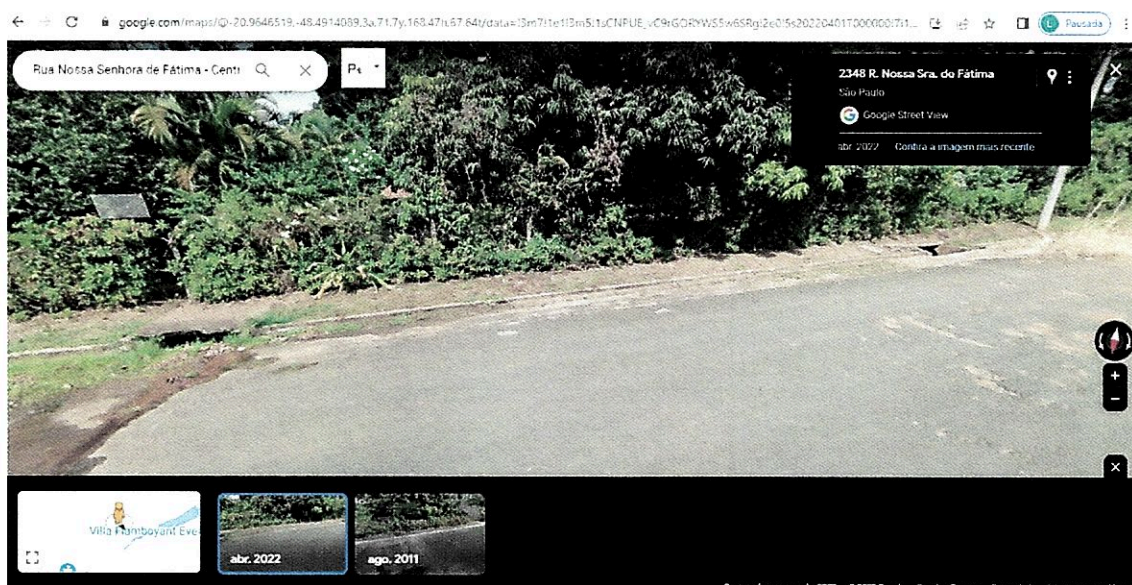 google.com/maps/@-20.9646519,-48.4914089,3a,71.7y,168.47h,67.64t/data=
Pausada
Rua Nossa Senhora de Fátima - Centr
2348 R. Nossa Sra. de Fátima
São Paulo
Google Street View
abr. 2022 Confira a imagem mais recente
Villa Flamboyant Eve
abr. 2022
ago. 2011